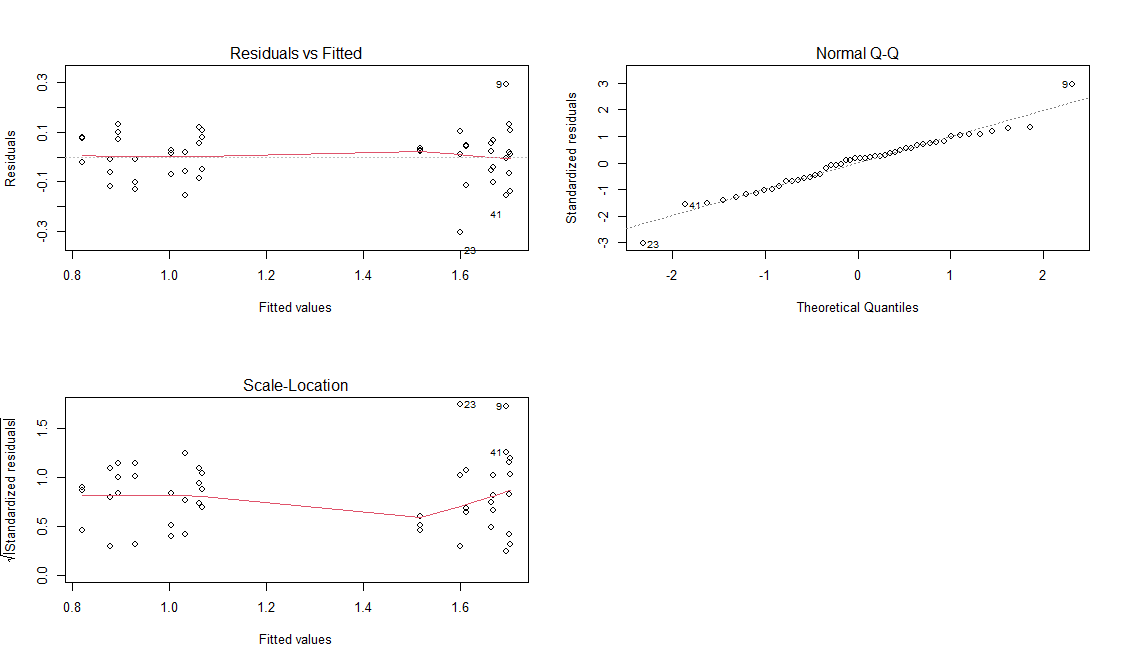 Residuals vs Fitted
Residuals
0.3
0.1
-0.1
-0.3
9
41
23
0.8 1.0 1.2 1.4 1.6
Fitted values
Normal Q-Q
Standardized residuals
3
2
1
0
-1
-2
-3
9
41
23
-2 -1 0 1 2
Theoretical Quantiles
Scale-Location
√|Standardized residuals|
1.5
1.0
0.5
0.0
23 9
41
0.8 1.0 1.2 1.4 1.6
Fitted values